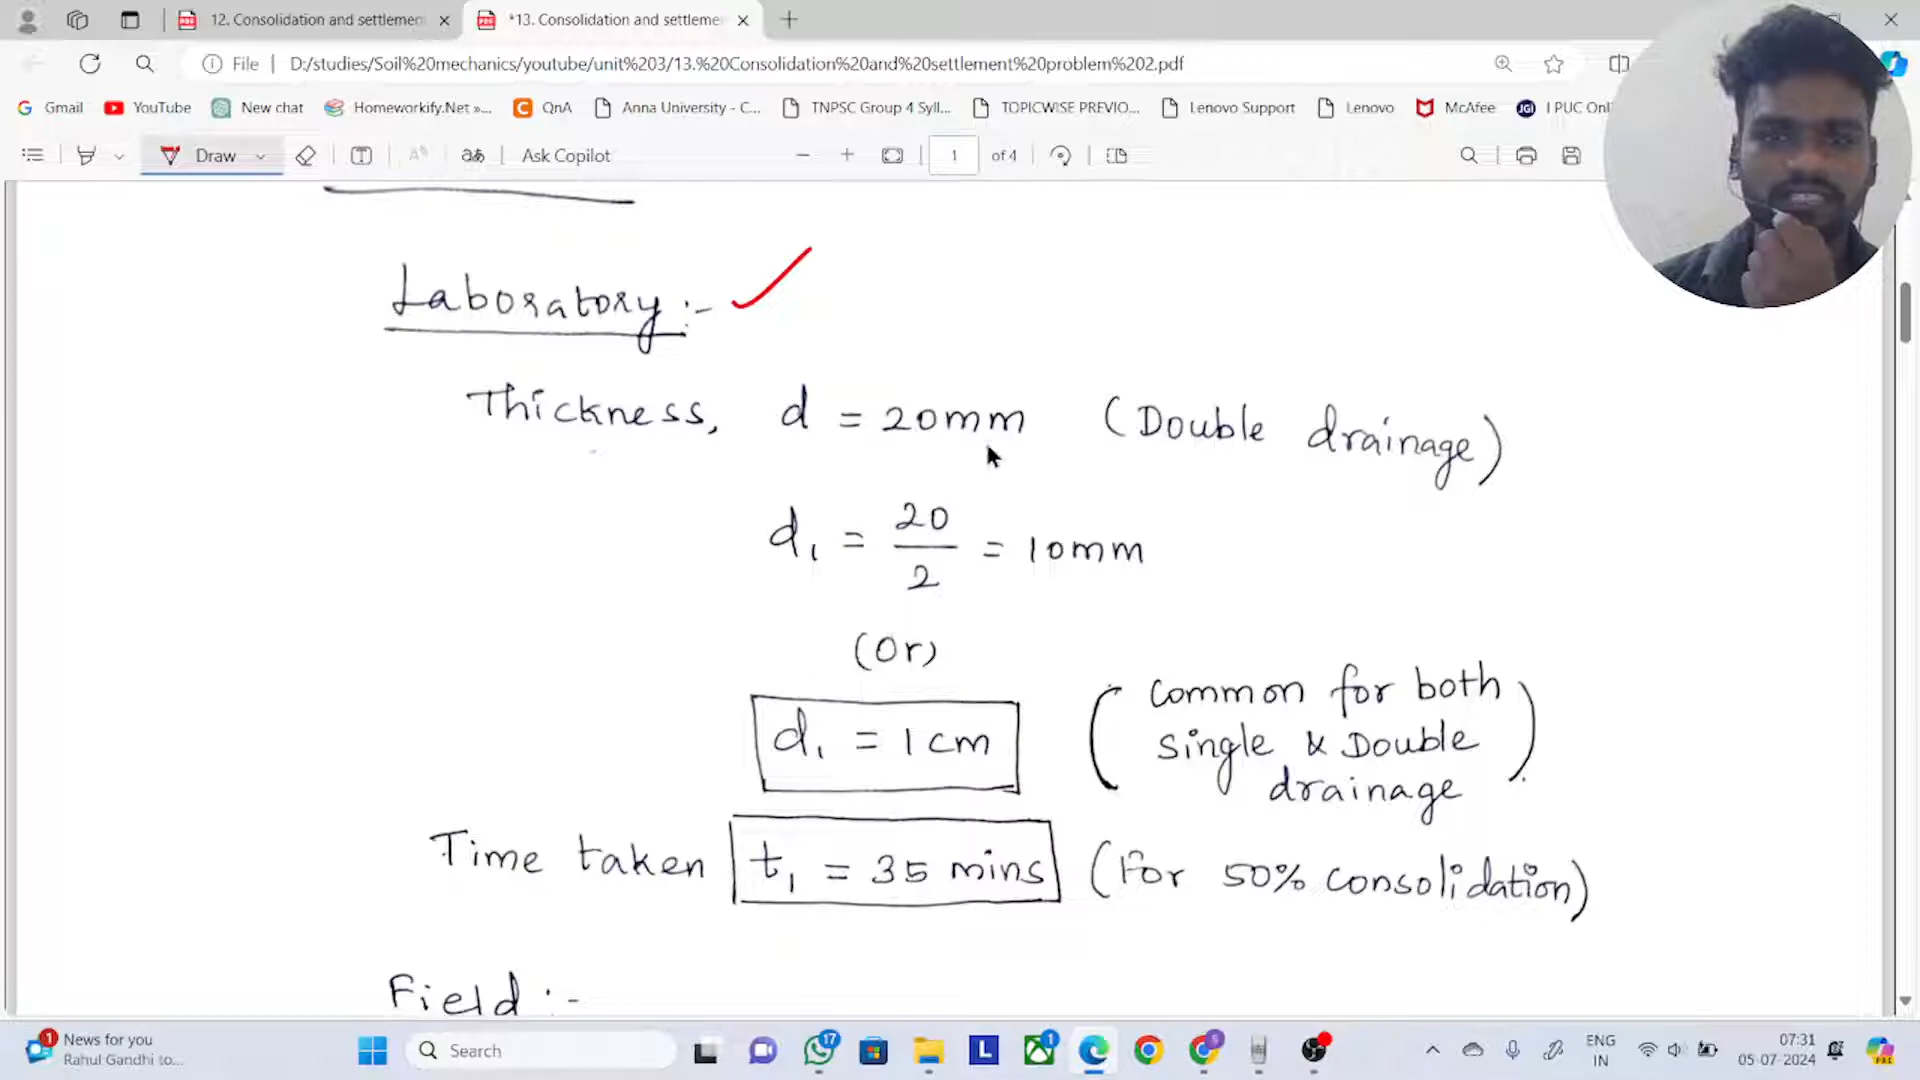 12. Consolidation and settlemen
*13. Consolidation and settleme
File
D:/studies/Soil%20mechanics/youtube/unit%203/13.%20Consolidation%20and%20settlement%20problem%202.pdf
Gmail
YouTube
New chat
Homeworkify.Net »...
QnA
Anna University - C...
TNPSC Group 4 Syll...
TOPICWISE PREVIO...
Lenovo Support
Lenovo
McAfee
I PUC Onl
Draw
Ask Copilot
1 of 4
Laboratory :-
Thickness, d = 20mm (Double drainage)
d₁ = 20/2 = 10mm
(Or)
d₁ = 1cm
(Common for both
single & Double
drainage)
Time taken t₁ = 35 mins (For 50% consolidation)
Field :-
News for you
Rahul Gandhi to...
Search
17
1
ENG
IN
07:31
05-07-2024